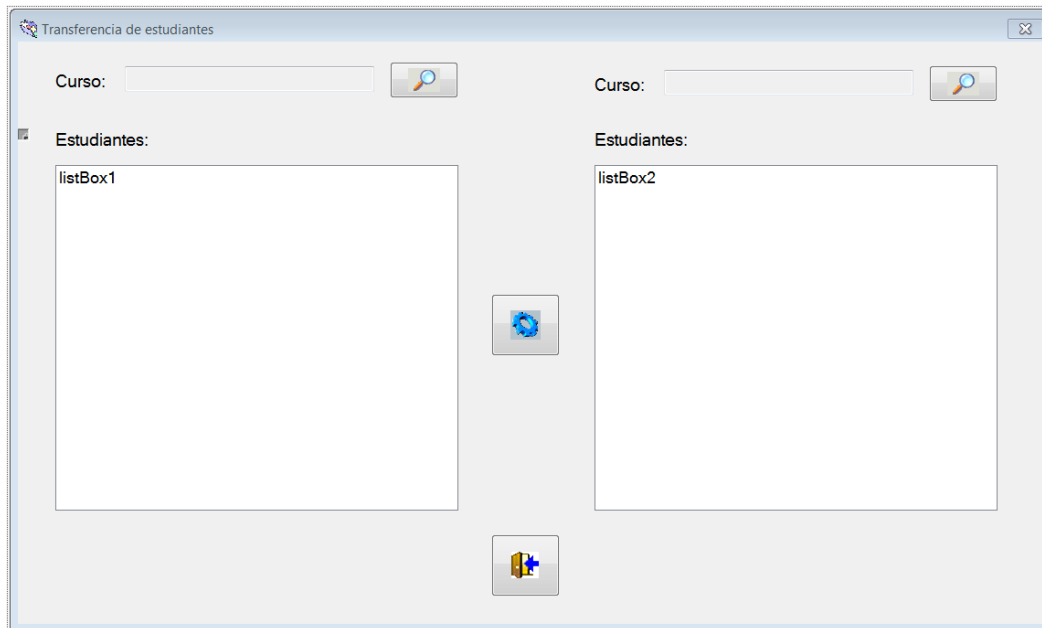 Transferencia de estudiantes
Curso:
Curso:
Estudiantes:
Estudiantes:
listBox1
listBox2